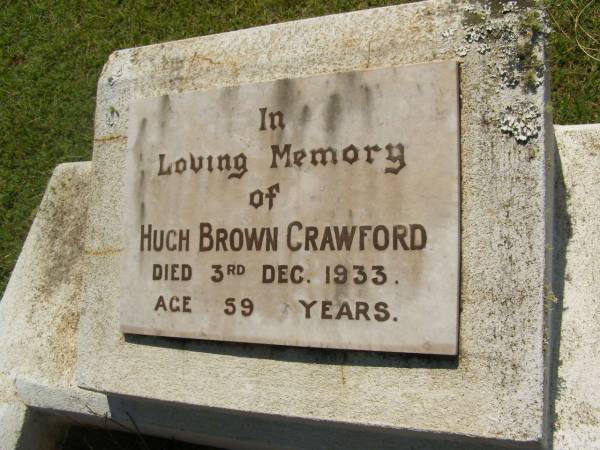 In
Loving Memory
of
HUGH BROWN CRAWFORD
DIED 3RD DEC. 1933.
AGE 59 YEARS.